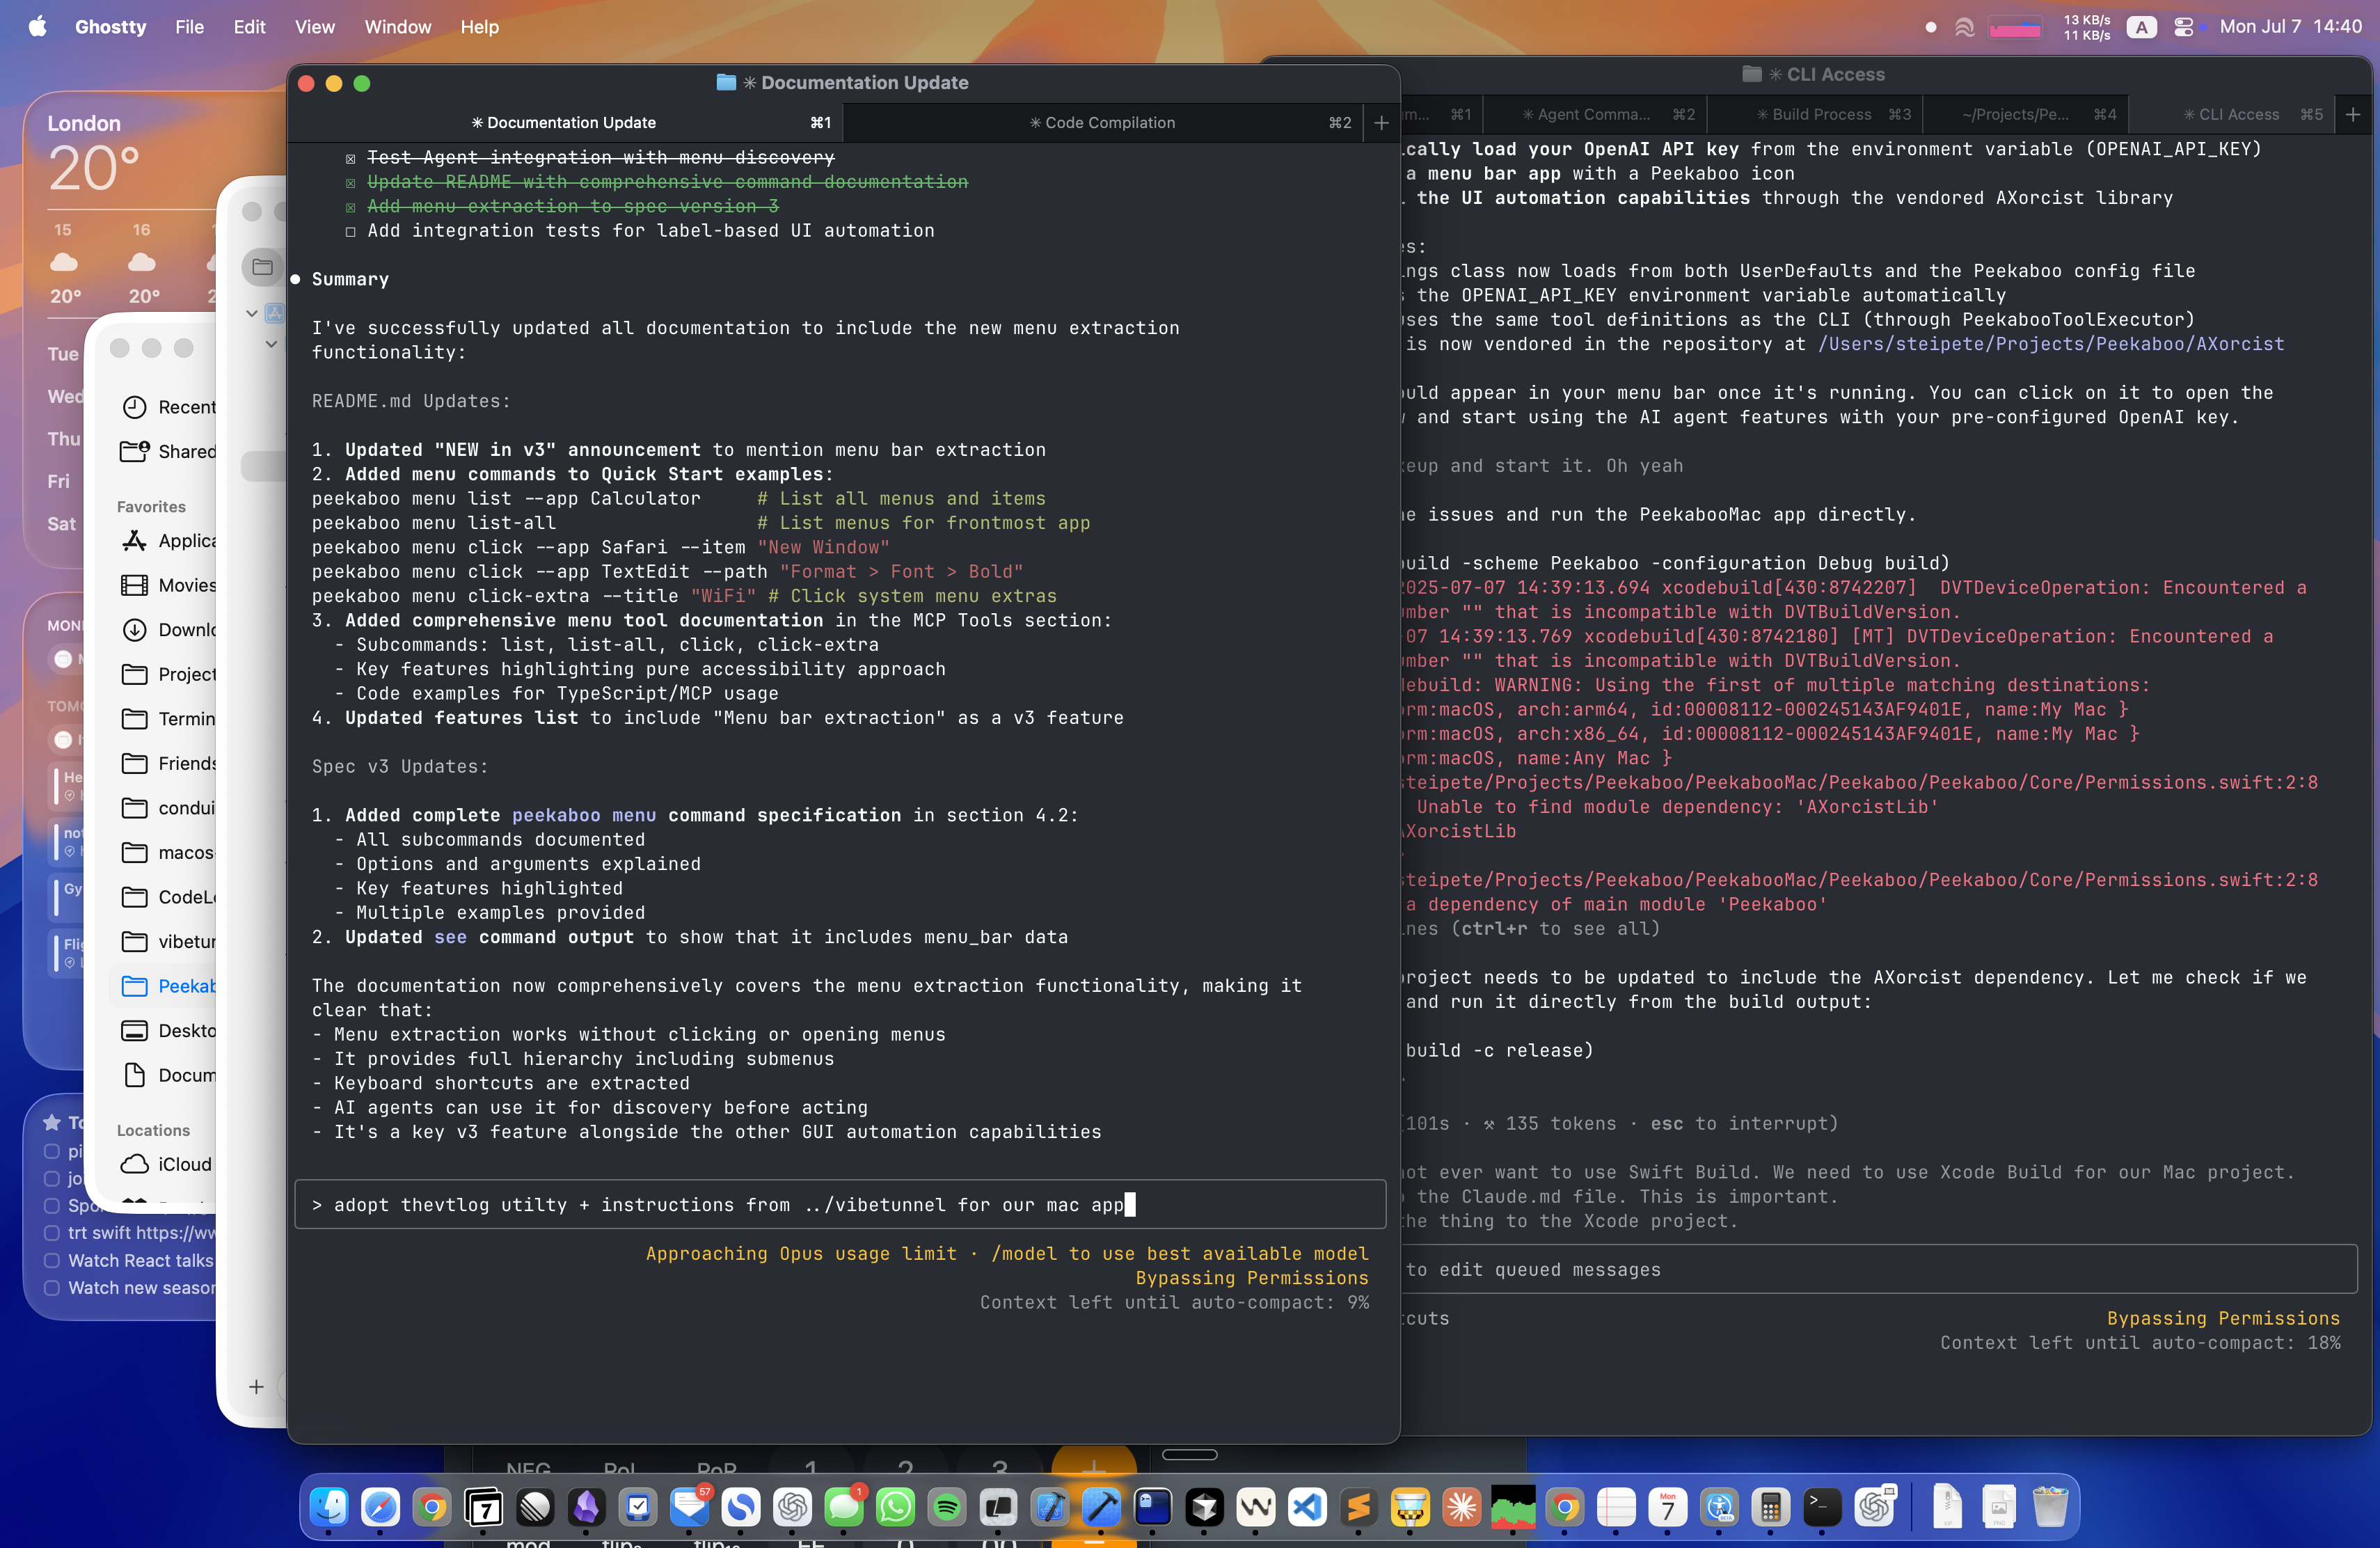 Ghostty File Edit View Window Help
13 KB/s
11 KB/s
A
Mon Jul 7 14:40
London
20°
15 16
20° 20°
Tue
Wed
Thu
Fri
Sat
Recent
Shared
Favorites
Applica
Movies
Downlo
Project
Termin
Friends
condui
macos-
CodeLo
vibetur
Peekab
Deskto
Docum
Locations
iCloud
Spo
trt swift https://ww
Watch React talks
Watch new season
✳ Documentation Update
✳ Documentation Update ⌘1
✳ Code Compilation ⌘2
☒ Test Agent integration with menu discovery
☒ Update README with comprehensive command documentation
☒ Add menu extraction to spec version 3
☐ Add integration tests for label-based UI automation
Summary
I've successfully updated all documentation to include the new menu extraction
functionality:
README.md Updates:
1. Updated "NEW in v3" announcement to mention menu bar extraction
2. Added menu commands to Quick Start examples:
peekaboo menu list --app Calculator # List all menus and items
peekaboo menu list-all # List menus for frontmost app
peekaboo menu click --app Safari --item "New Window"
peekaboo menu click --app TextEdit --path "Format > Font > Bold"
peekaboo menu click-extra --title "WiFi" # Click system menu extras
3. Added comprehensive menu tool documentation in the MCP Tools section:
- Subcommands: list, list-all, click, click-extra
- Key features highlighting pure accessibility approach
- Code examples for TypeScript/MCP usage
4. Updated features list to include "Menu bar extraction" as a v3 feature
Spec v3 Updates:
1. Added complete peekaboo menu command specification in section 4.2:
- All subcommands documented
- Options and arguments explained
- Key features highlighted
- Multiple examples provided
2. Updated see command output to show that it includes menu_bar data
The documentation now comprehensively covers the menu extraction functionality, making it
clear that:
- Menu extraction works without clicking or opening menus
- It provides full hierarchy including submenus
- Keyboard shortcuts are extracted
- AI agents can use it for discovery before acting
- It's a key v3 feature alongside the other GUI automation capabilities
> adopt thevtlog utilty + instructions from ../vibetunnel for our mac app
Approaching Opus usage limit · /model to use best available model
Bypassing Permissions
Context left until auto-compact: 9%
✳ CLI Access
m... ⌘1
✳ Agent Comma... ⌘2
✳ Build Process ⌘3
~/Projects/Pe... ⌘4
✳ CLI Access ⌘5
cally load your OpenAI API key from the environment variable (OPENAI_API_KEY)
a menu bar app with a Peekaboo icon
the UI automation capabilities through the vendored AXorcist library
es:
ngs class now loads from both UserDefaults and the Peekaboo config file
the OPENAI_API_KEY environment variable automatically
uses the same tool definitions as the CLI (through PeekabooToolExecutor)
is now vendored in the repository at /Users/steipete/Projects/Peekaboo/AXorcist
ould appear in your menu bar once it's running. You can click on it to open the
and start using the AI agent features with your pre-configured OpenAI key.
keup and start it. Oh yeah
e issues and run the PeekabooMac app directly.
build -scheme Peekaboo -configuration Debug build)
2025-07-07 14:39:13.694 xcodebuild[430:8742207] DVTDeviceOperation: Encountered a
mber "" that is incompatible with DVTBuildVersion.
07 14:39:13.769 xcodebuild[430:8742180] [MT] DVTDeviceOperation: Encountered a
mber "" that is incompatible with DVTBuildVersion.
debuild: WARNING: Using the first of multiple matching destinations:
orm:macOS, arch:arm64, id:00008112-000245143AF9401E, name:My Mac }
orm:macOS, arch:x86_64, id:00008112-000245143AF9401E, name:My Mac }
orm:macOS, name:Any Mac }
steipete/Projects/Peekaboo/PeekabooMac/Peekaboo/Peekaboo/Core/Permissions.swift:2:8
Unable to find module dependency: 'AXorcistLib'
AXorcistLib
steipete/Projects/Peekaboo/PeekabooMac/Peekaboo/Peekaboo/Core/Permissions.swift:2:8
a dependency of main module 'Peekaboo'
ines (ctrl+r to see all)
project needs to be updated to include the AXorcist dependency. Let me check if we
and run it directly from the build output:
build -c release)
(101s · ⚒ 135 tokens · esc to interrupt)
not ever want to use Swift Build. We need to use Xcode Build for our Mac project.
the Claude.md file. This is important.
the thing to the Xcode project.
to edit queued messages
cuts
Bypassing Permissions
Context left until auto-compact: 18%
1 2 3
7
57
1
Mon
7